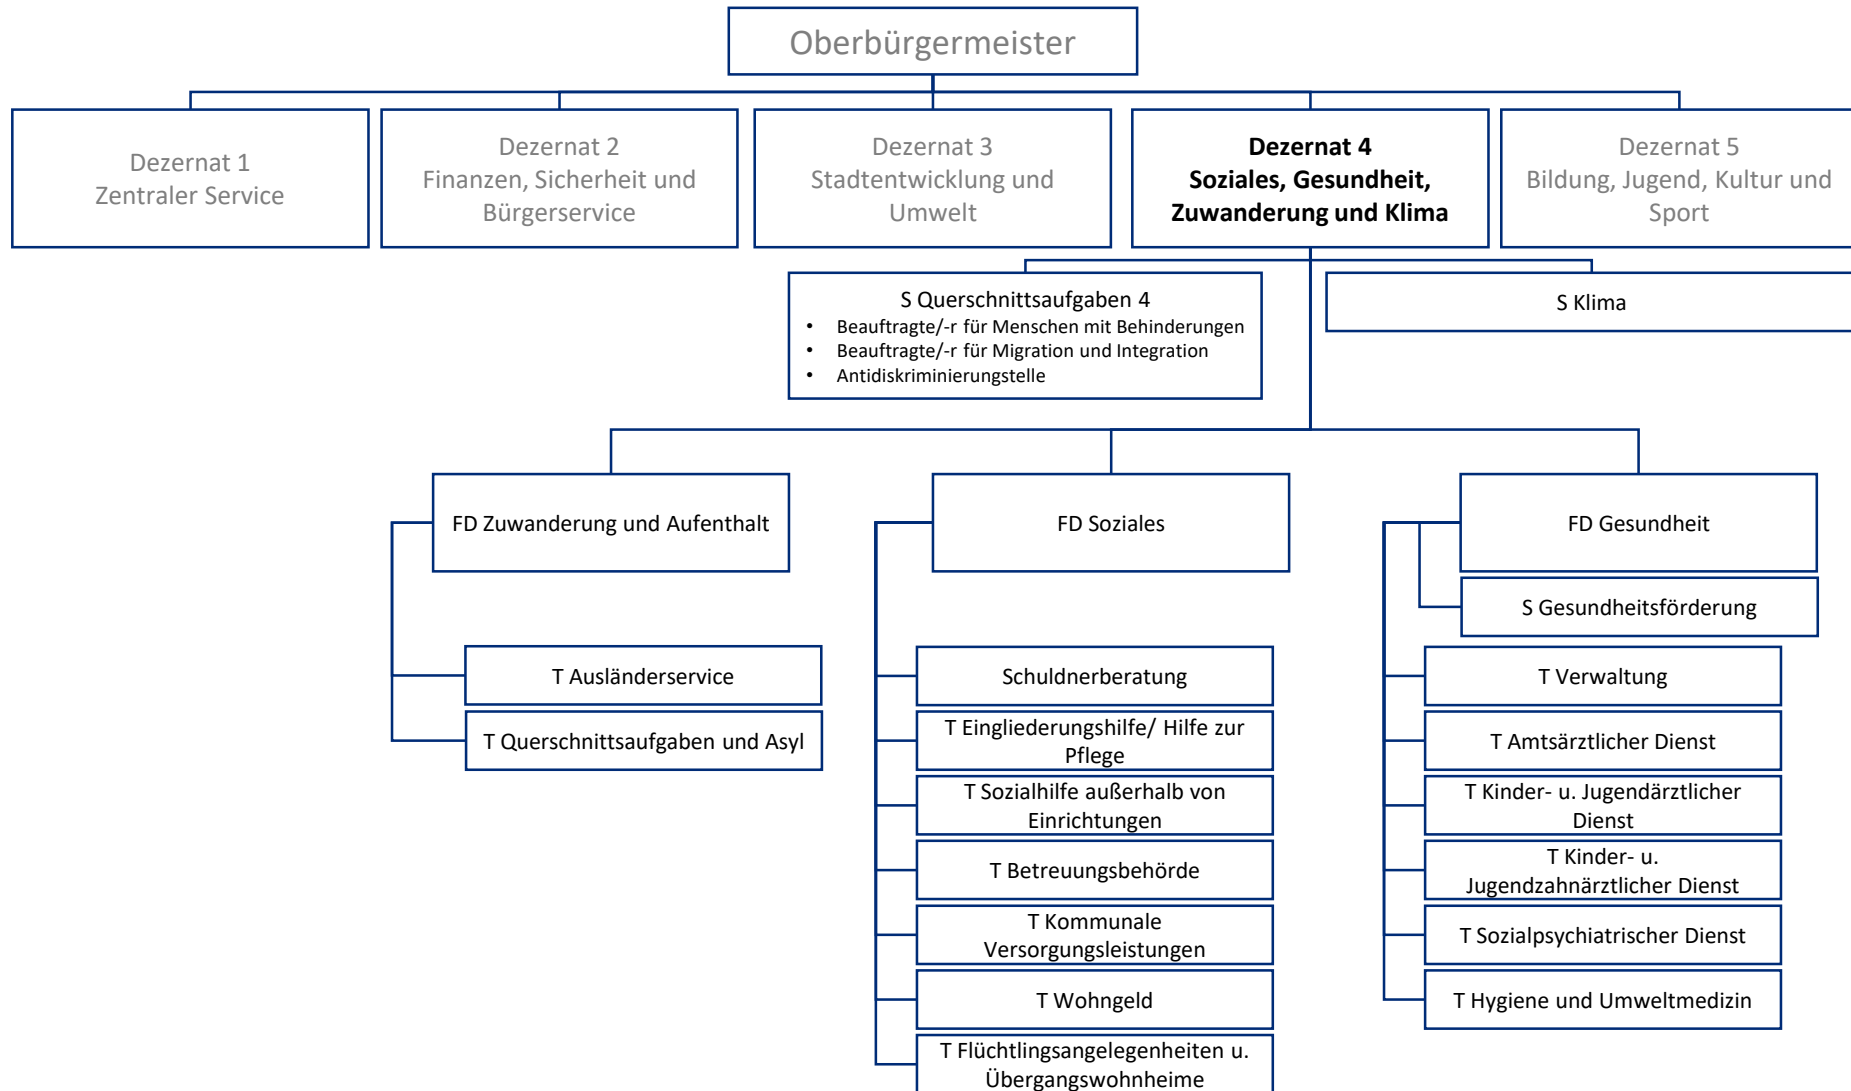 Oberbürgermeister
Dezernat 1
Zentraler Service
Dezernat 2
Finanzen, Sicherheit und
Bürgerservice
Dezernat 3
Stadtentwicklung und
Umwelt
Dezernat 4
Soziales, Gesundheit,
Zuwanderung und Klima
Dezernat 5
Bildung, Jugend, Kultur und
Sport
S Querschnittsaufgaben 4
• Beauftragte/-r für Menschen mit Behinderungen
• Beauftragte/-r für Migration und Integration
• Antidiskriminierungstelle
S Klima
FD Zuwanderung und Aufenthalt
T Ausländerservice
T Querschnittsaufgaben und Asyl
FD Soziales
Schuldnerberatung
T Eingliederungshilfe/ Hilfe zur
Pflege
T Sozialhilfe außerhalb von
Einrichtungen
T Betreuungsbehörde
T Kommunale
Versorgungsleistungen
T Wohngeld
T Flüchtlingsangelegenheiten u.
Übergangswohnheime
FD Gesundheit
S Gesundheitsförderung
T Verwaltung
T Amtsärztlicher Dienst
T Kinder- u. Jugendärztlicher
Dienst
T Kinder- u.
Jugendzahnärztlicher Dienst
T Sozialpsychiatrischer Dienst
T Hygiene und Umweltmedizin